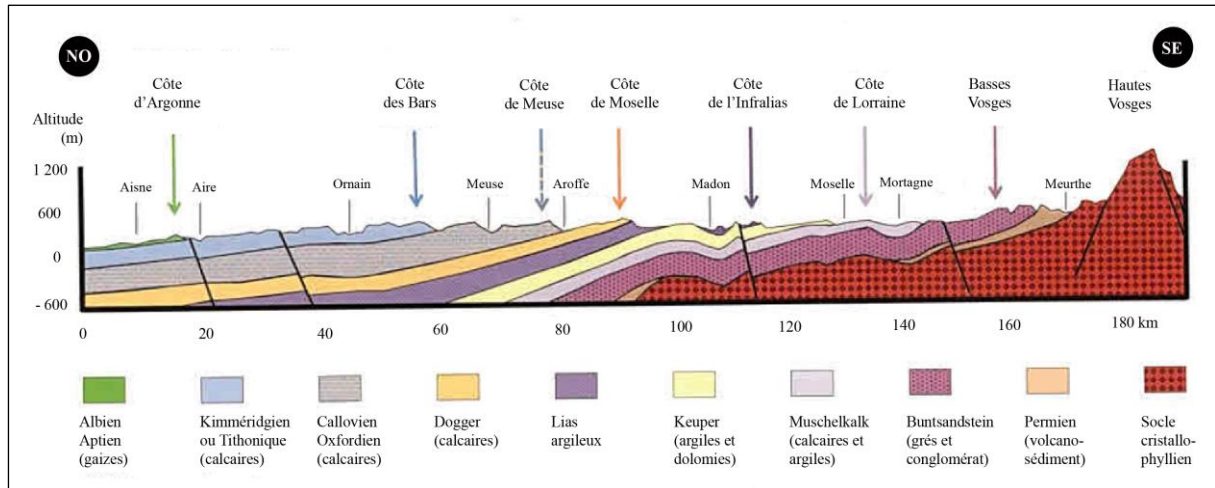 NO
SE
Côte
d’Argonne
Côte
des Bars
Côte
de Meuse
Côte
de Moselle
Côte
de l'Infralias
Côte
de Lorraine
Basses
Vosges
Hautes
Vosges
Altitude
(m)
1 200
600
0
- 600
Aisne
Aire
Ornain
Meuse
Aroffe
Madon
Moselle
Mortagne
Meurthe
0
20
40
60
80
100
120
140
160
180 km
Albien
Aptien
(gaizes)
Kimméridgien
ou Tithonique
(calcaires)
Callovien
Oxfordien
(calcaires)
Dogger
(calcaires)
Lias
argileux
Keuper
(argiles et
dolomies)
Muschelkalk
(calcaires et
argiles)
Buntsandstein
(grés et
conglomérat)
Permien
(volcano-
sédiment)
Socle
cristallo-
phyllien